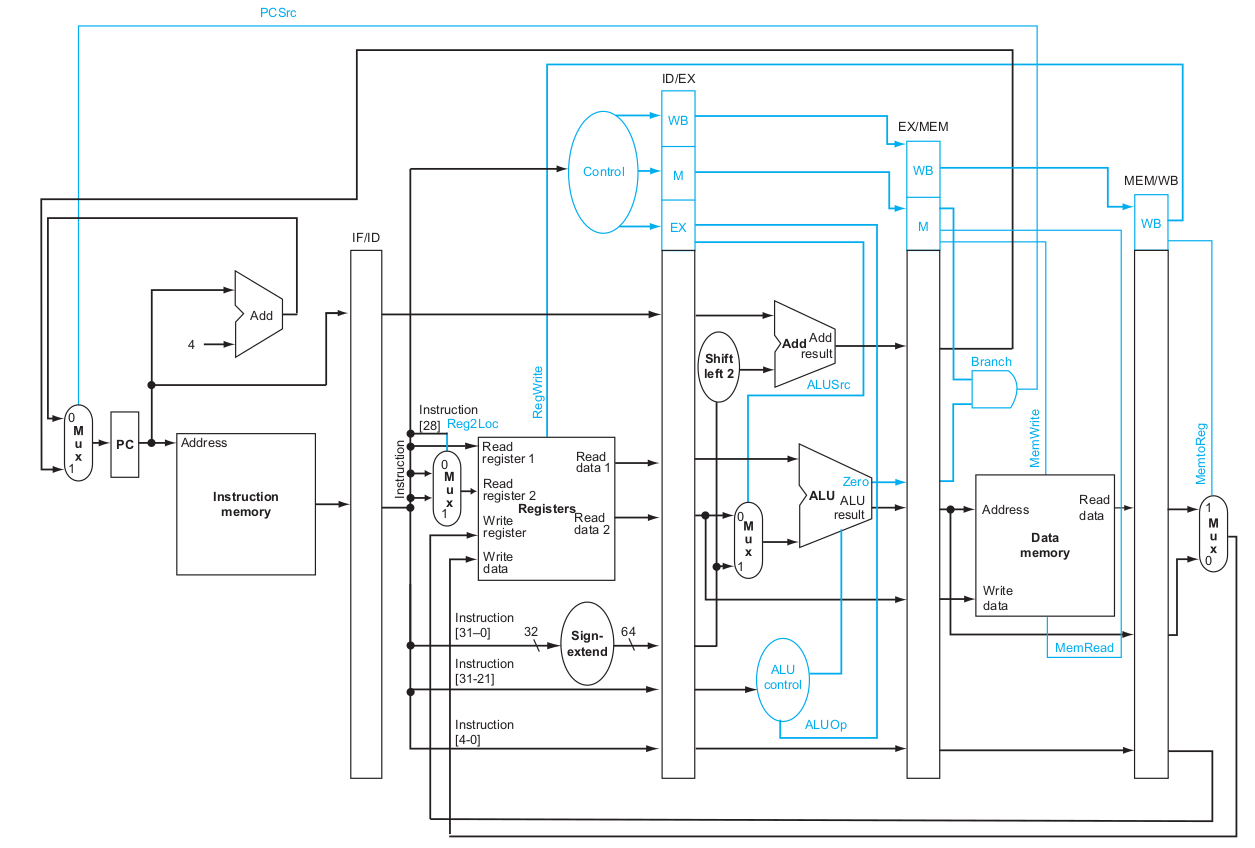 PCSrc
ID/EX
WB
EX/MEM
Control
M
WB
MEM/WB
EX
M
WB
IF/ID
Add
4
Add
Add
result
Shift
left 2
ALUSrc
Branch
RegWrite
MemWrite
MemtoReg
Instruction
[28]
Reg2Loc
0
M
u
x
1
PC
Address
Instruction
memory
Instruction
0
M
u
x
1
Read
register 1
Read
register 2
Write
register
Write
data
Registers
Read
data 1
Read
data 2
0
M
u
x
1
Zero
ALU
ALU
result
Address
Read
data
Data
memory
Write
data
MemRead
1
M
u
x
0
Instruction
[31–0]
32
Sign-
extend
64
Instruction
[31-21]
ALU
control
Instruction
[4-0]
ALUOp